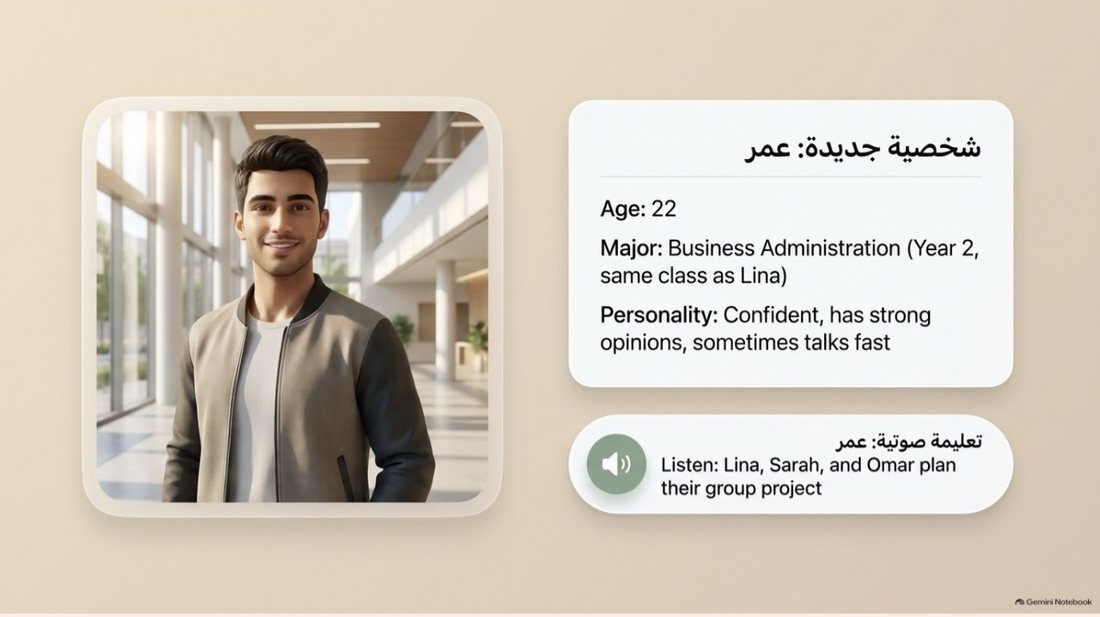 شخصية جديدة: عمر
Age: 22
Major: Business Administration (Year 2,
same class as Lina)
Personality: Confident, has strong
opinions, sometimes talks fast
تعليمة صوتية: عمر
Listen: Lina, Sarah, and Omar plan
their group project
Gemini Notebook